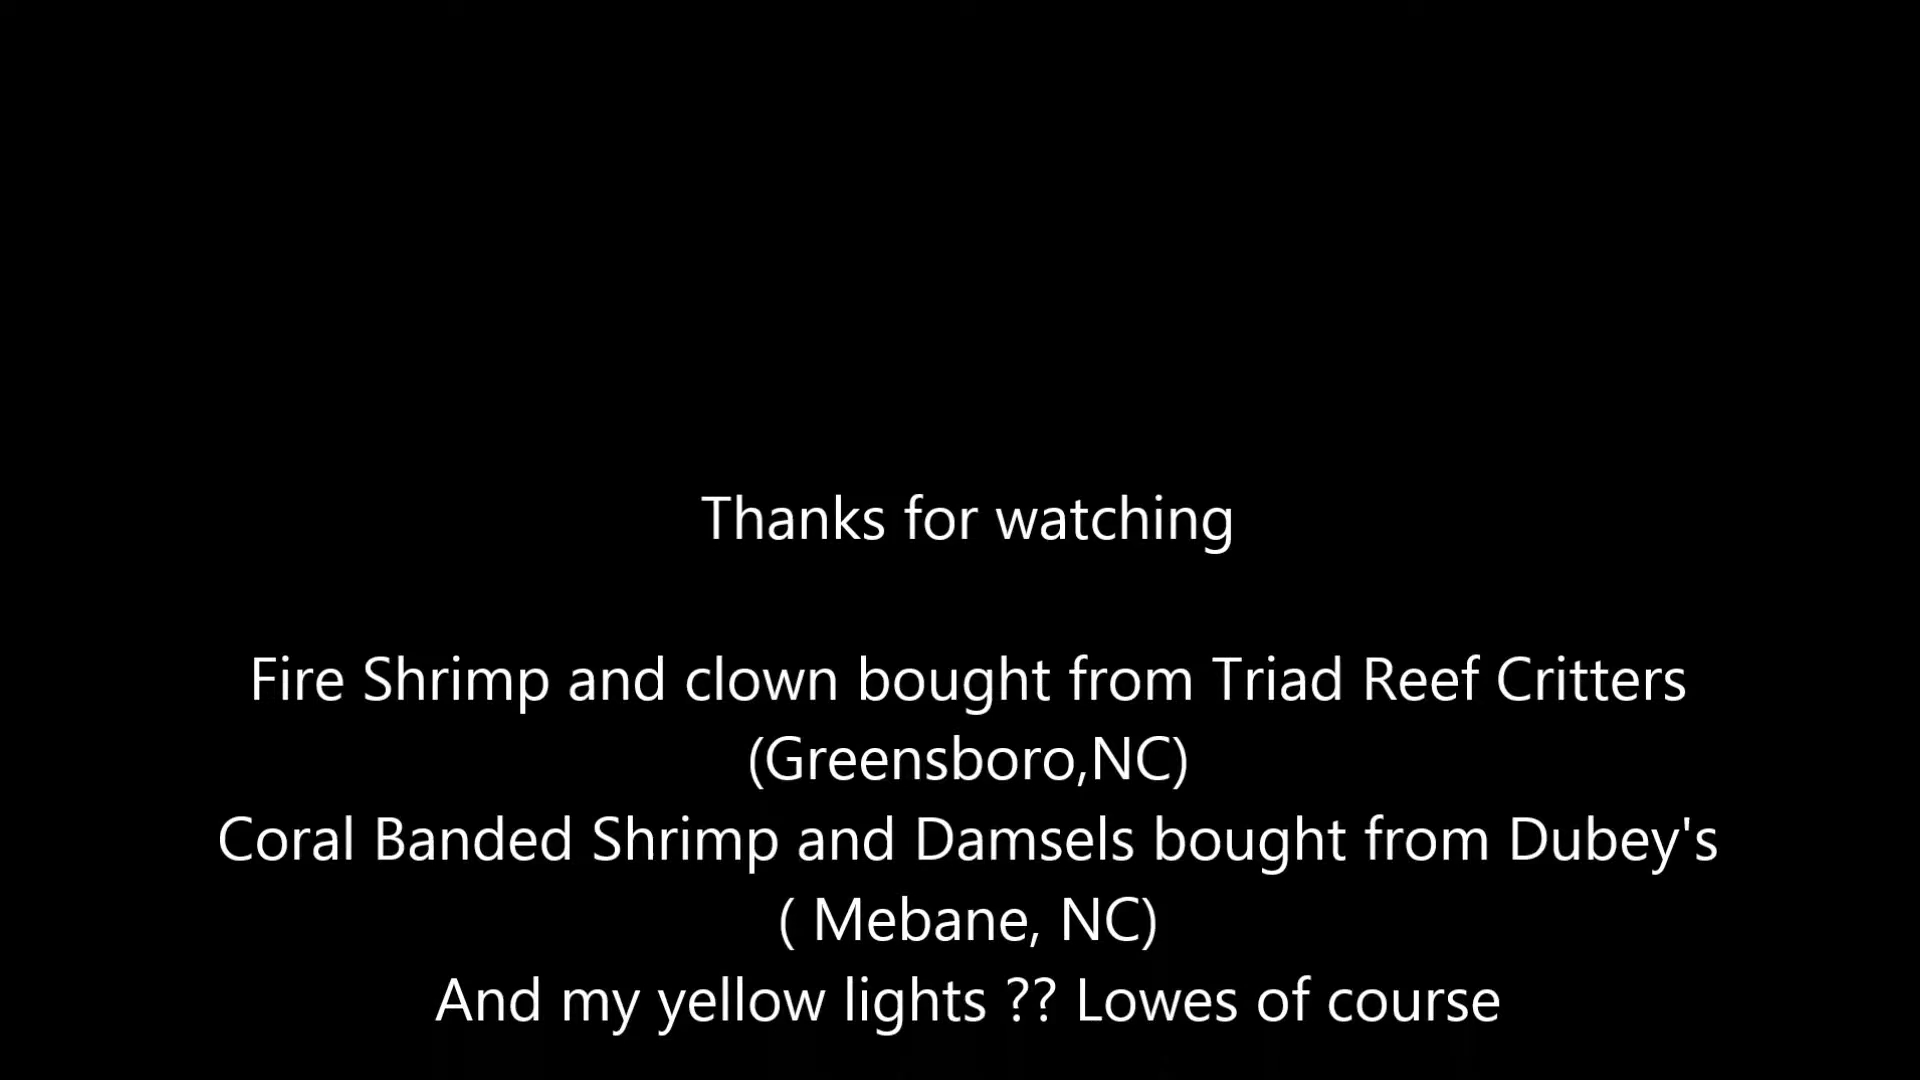 Thanks for watching
Fire Shrimp and clown bought from Triad Reef Critters
(Greensboro,NC)
Coral Banded Shrimp and Damsels bought from Dubey's
( Mebane, NC)
And my yellow lights ?? Lowes of course